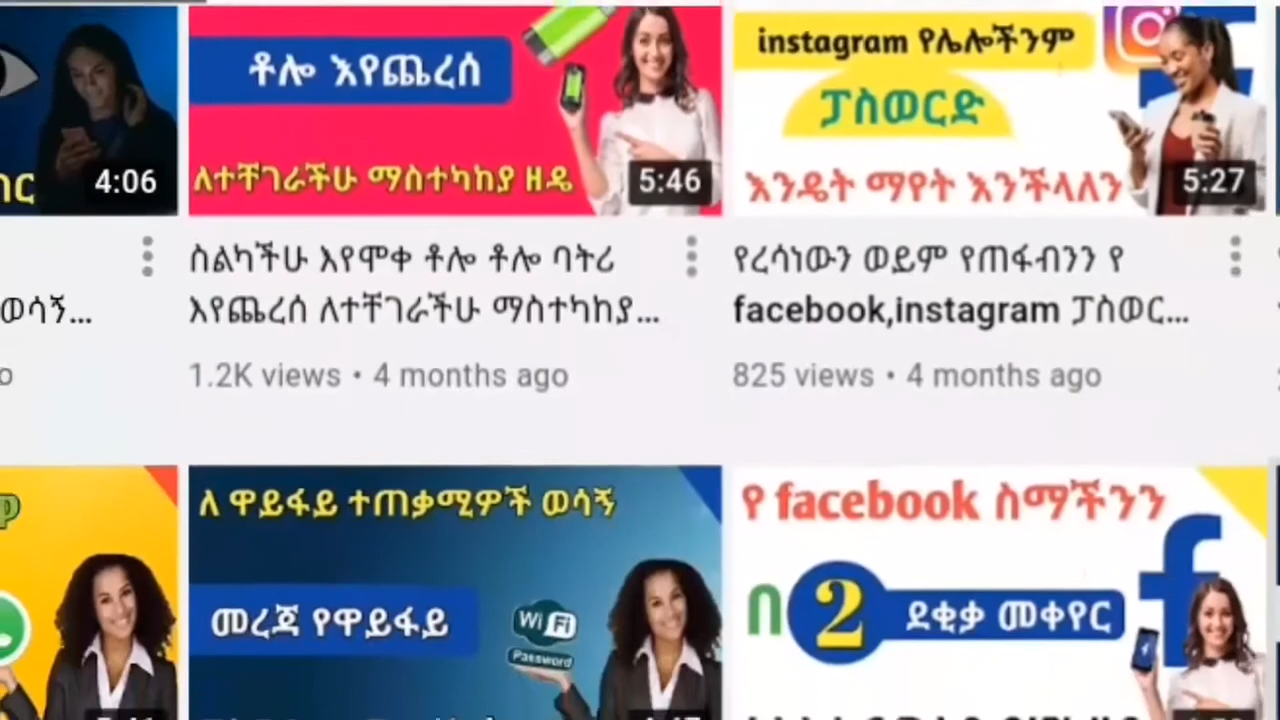 ቶሎ እየጨረሰ
ለተቸገራችሁ ማስተካከያ ዘዴ
4:06
5:46
instagram የሌሎችንም
ፓስወርድ
እንዴት ማየት እንችላለን
5:27
ስልካችሁ እየሞቀ ቶሎ ቶሎ ባትሪ
እየጨረሰ ለተቸገራችሁ ማስተካከያ...
1.2K views • 4 months ago
የረሳነውን ወይም የጠፋብንን የ
facebook,instagram ፓስወር...
825 views • 4 months ago
ወሳኝ...
ለ ዋይፋይ ተጠቃሚዎች ወሳኝ
መረጃ የዋይፋይ
Wi Fi
Password
የ facebook ስማችንን
በ 2 ደቂቃ መቀየር